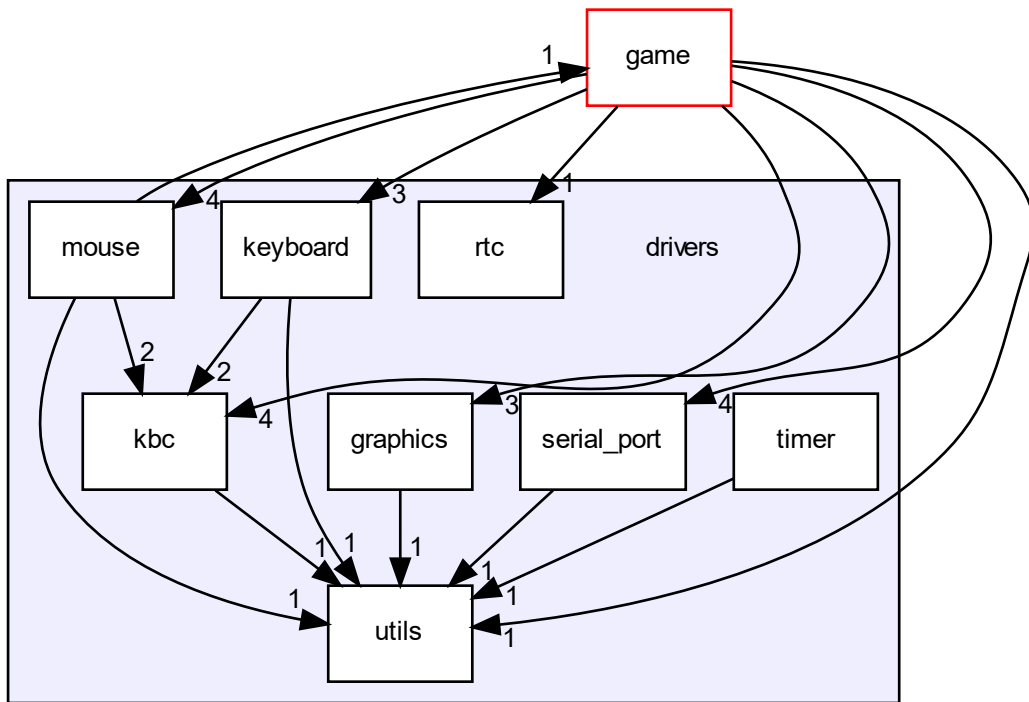 game
1
4
3
1
mouse
keyboard
rtc
drivers
2
2
4
3
4
kbc
graphics
serial_port
timer
1
1
1
1
1
1
1
utils